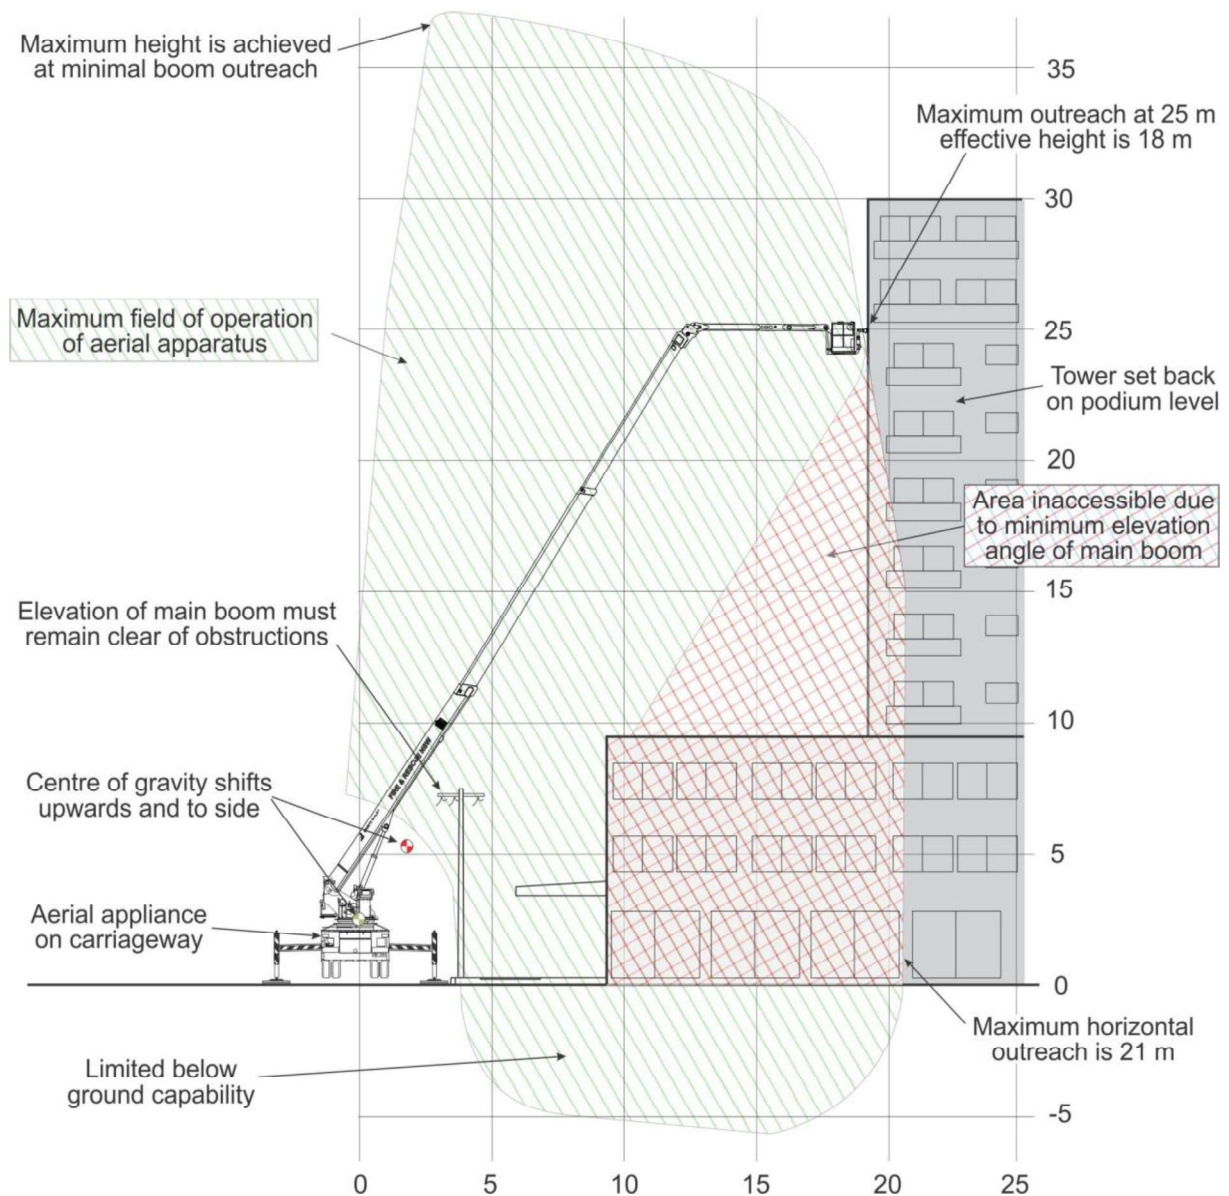 Maximum height is achieved
at minimal boom outreach
35
Maximum outreach at 25 m
effective height is 18 m
30
Maximum field of operation
of aerial apparatus
25
Tower set back
on podium level
20
Area inaccessible due
to minimum elevation
angle of main boom
15
Elevation of main boom must
remain clear of obstructions
10
FIRE & RESCUE NSW
Centre of gravity shifts
upwards and to side
5
Aerial appliance
on carriageway
0
Maximum horizontal
outreach is 21 m
Limited below
ground capability
-5
0 5 10 15 20 25